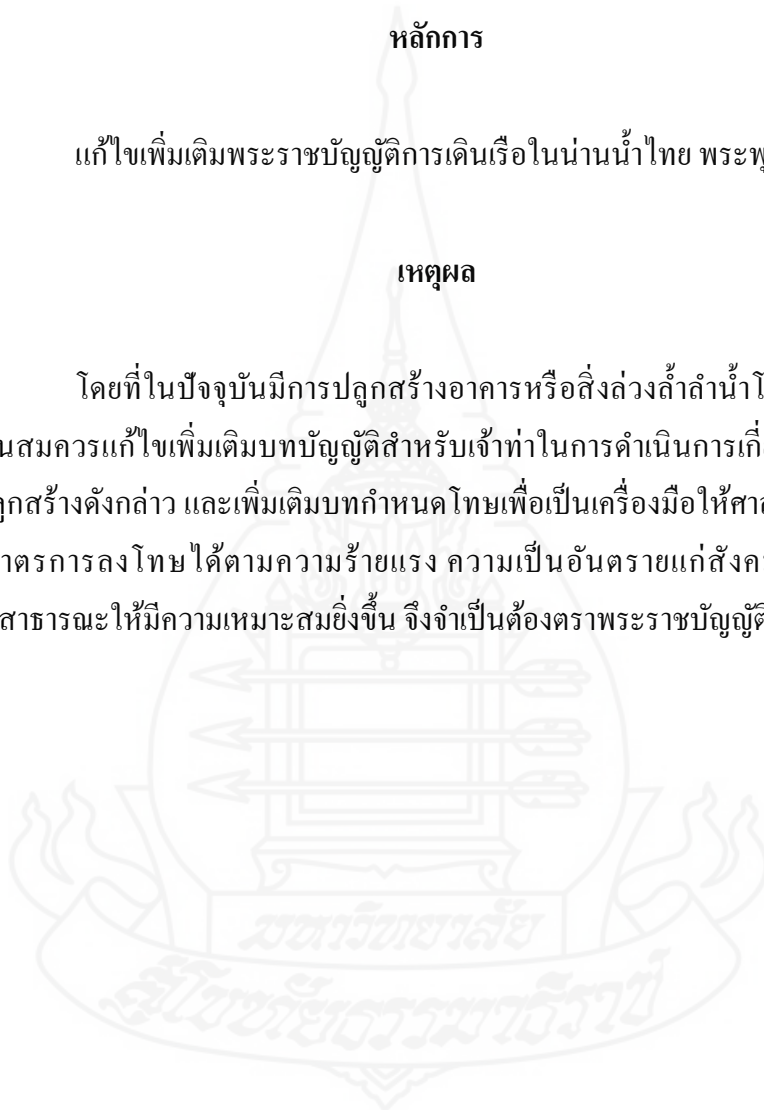 หลักการ
แก้ไขเพิ่มเติมพระราชบัญญัติการเดินเรือในน่านน้ำไทย
เหตุผล
โดยที่ในปัจจุบันมีการปลูกสร้างอาคารหรือสิ่งล่วงล้ำลำน้ำ
สมควรแก้ไขเพิ่มเติมบทบัญญัติสำหรับเจ้าท่าในการดำเนินการ
ดังกล่าว และเพิ่มเติมบทกำหนดโทษเพื่อเป็นเครื่องมือให้
การลงโทษได้ตามความร้ายแรง ความเป็นอันตรายแก่
สาธารณะให้มีความเหมาะสมยิ่งขึ้น จึงจำเป็นต้องตราพระราชบัญญัติ
มหาวิทยาลัย
สุโขทัยธรรมาธิราช